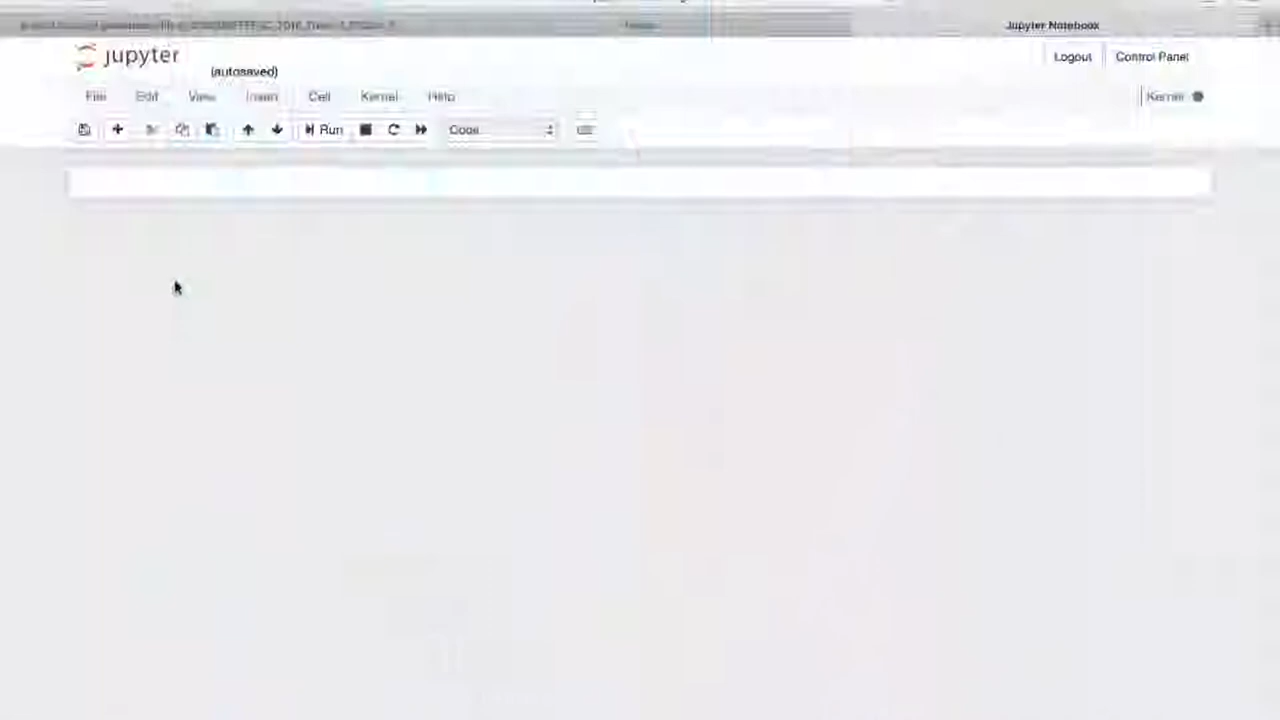 Jupyter Notebook
jupyter
(autosaved)
Logout
Control Panel
File Edit View Insert Cell Kernel Help
Kernel
Run
Code